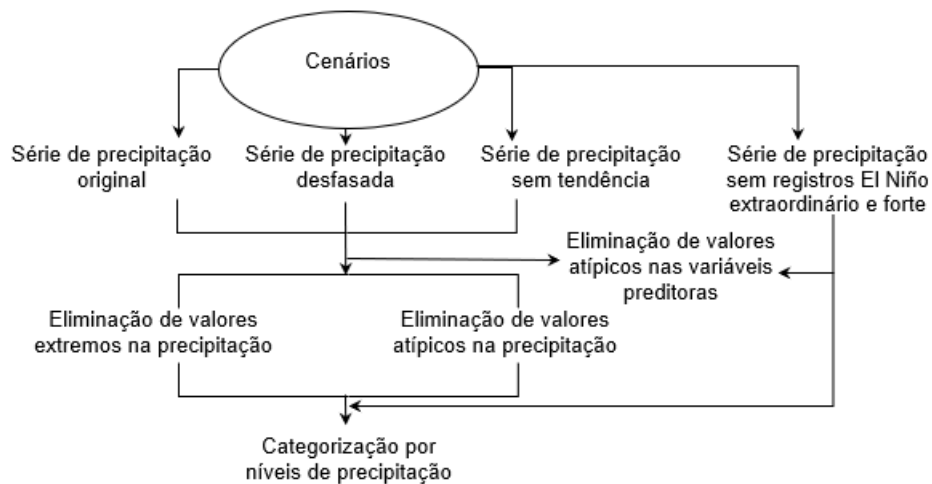 Cenários
Série de precipitação
original
Série de precipitação
desfasada
Série de precipitação
sem tendência
Série de precipitação
sem registros El Niño
extraordinário e forte
Eliminação de valores
atípicos nas variáveis
preditoras
Eliminação de valores
extremos na precipitação
Eliminação de valores
atípicos na precipitação
Categorização por
níveis de precipitação